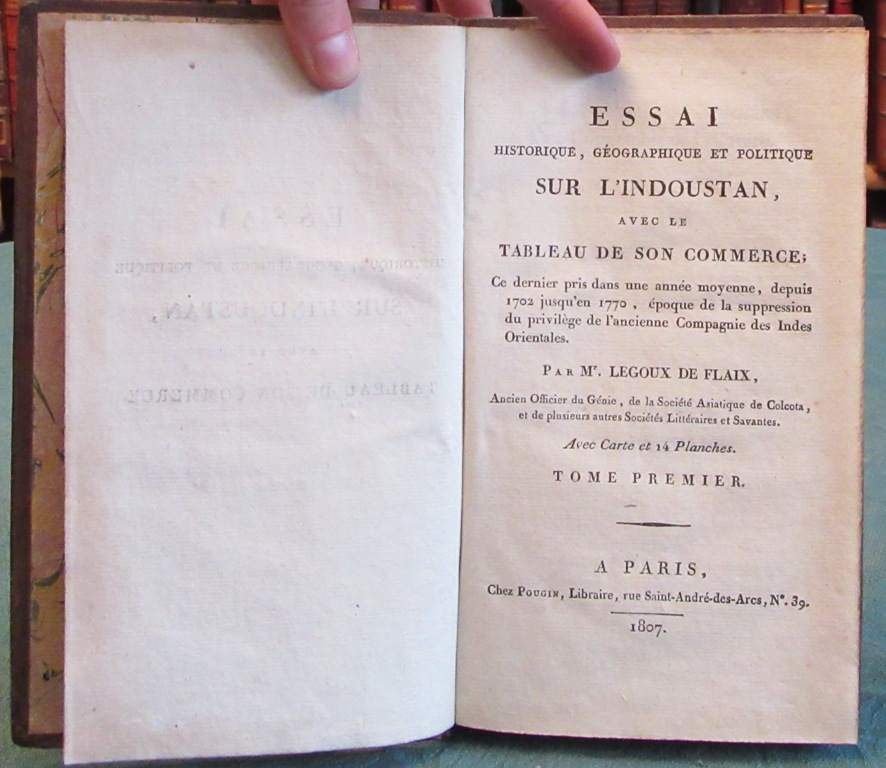 ESSAI
HISTORIQUE, GÉOGRAPHIQUE ET POLITIQUE
SUR L'INDOUSTAN,
AVEC LE
TABLEAU DE SON COMMERCE;
Ce dernier pris dans une année moyenne, depuis
1702 jusqu'en 1770, époque de la suppression
du privilège de l'ancienne Compagnie des Indes
Orientales.
PAR Mr. LEGOUX DE FLAIX,
Ancien Officier du Génie, de la Société Asiatique de Colcota,
et de plusieurs autres Sociétés Littéraires et Savantes.
Avec Carte et 14 Planches.
TOME PREMIER.
A PARIS,
Chez POUGIN, Libraire, rue Saint-André-des-Arcs, N°. 39.
1807.